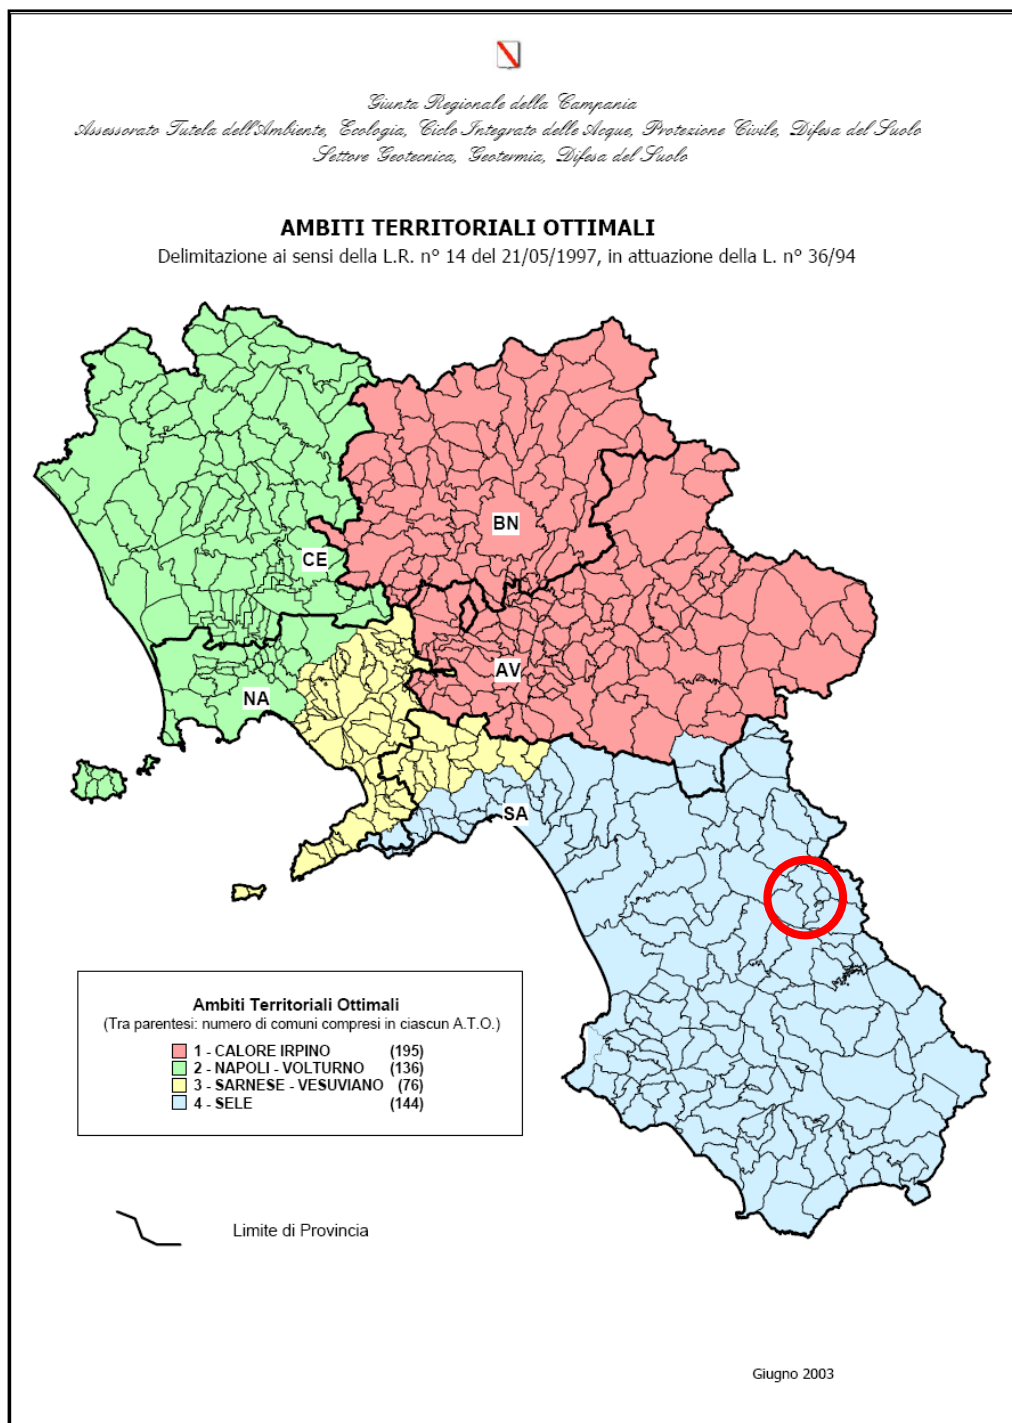 Giunta Regionale della Campania
Assessorato Tutela dell'Ambiente, Ecologia, Ciclo Integrato delle Acque, Protezione Civile, Difesa del Suolo
Settore Geotecnica, Geotermia, Difesa del Suolo
AMBITI TERRITORIALI OTTIMALI
Delimitazione ai sensi della L.R. n° 14 del 21/05/1997, in attuazione della L. n° 36/94
BN
CE
AV
NA
SA
Ambiti Territoriali Ottimali
(Tra parentesi: numero di comuni compresi in ciascun A.T.O.)
1 - CALORE IRPINO (195)
2 - NAPOLI - VOLTURNO (136)
3 - SARNESE - VESUVIANO (76)
4 - SELE (144)
Limite di Provincia
Giugno 2003